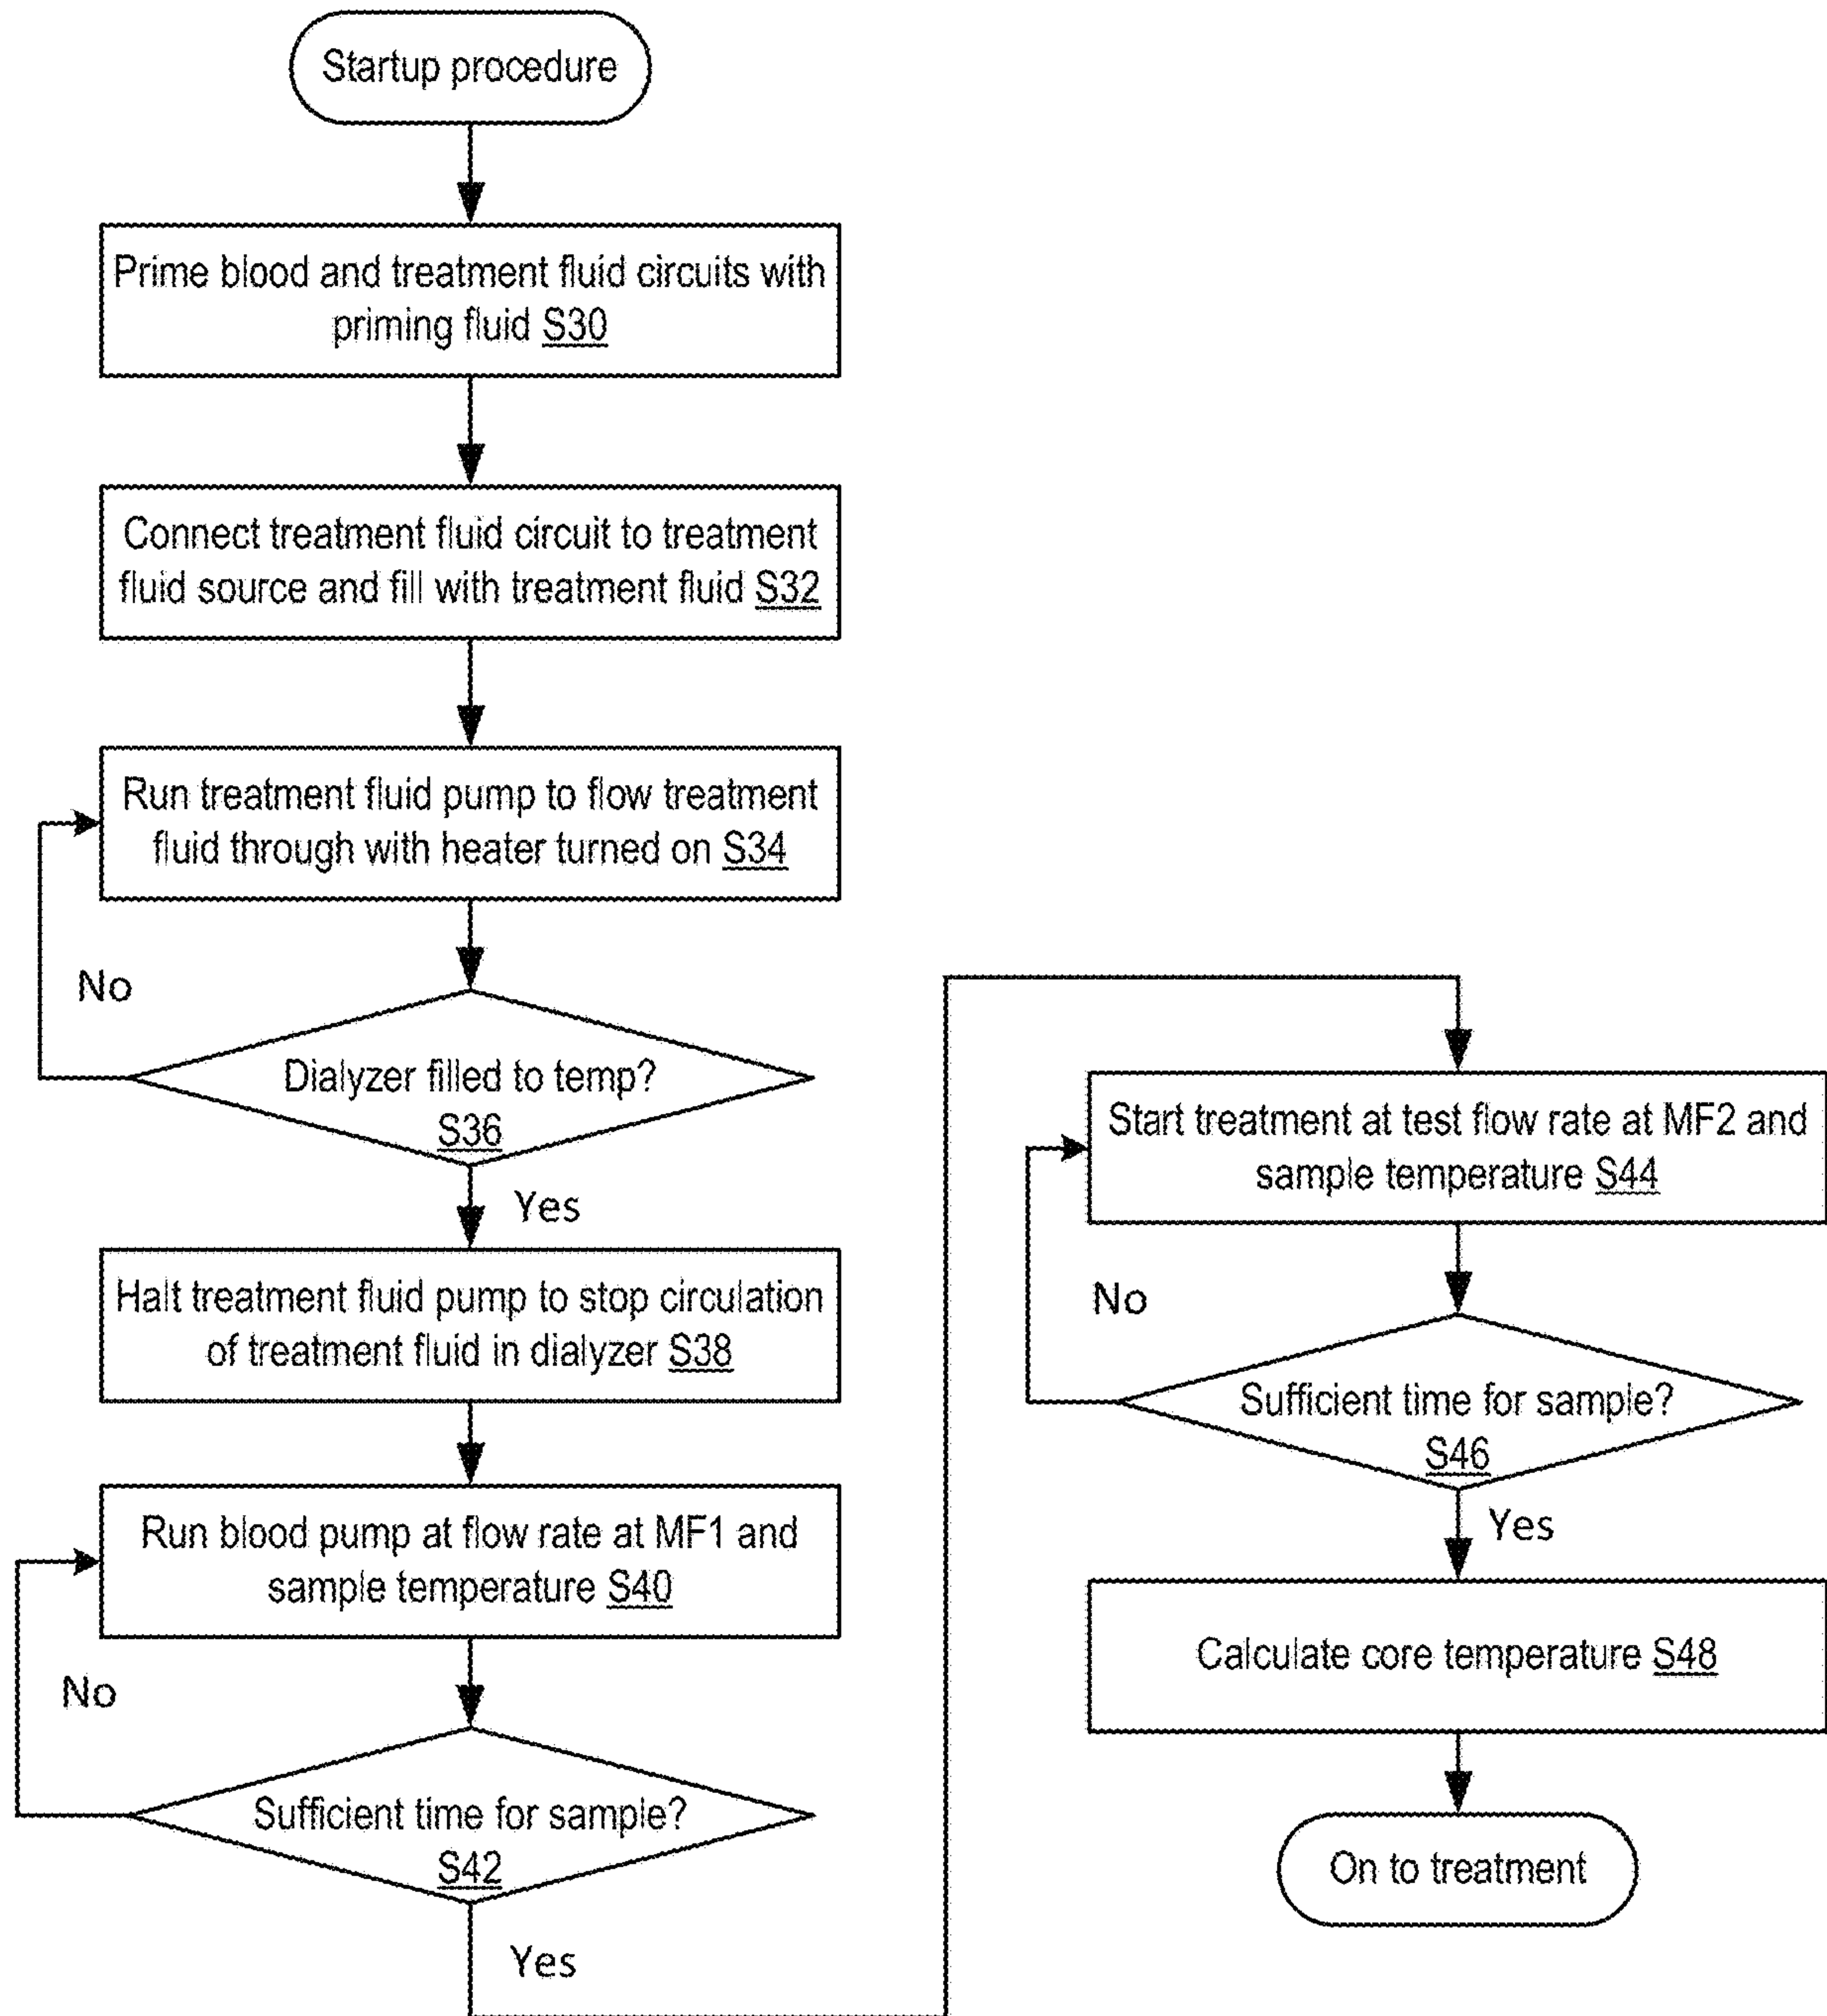 Startup procedure
Prime blood and treatment fluid circuits with
priming fluid S30
Connect treatment fluid circuit to treatment
fluid source and fill with treatment fluid S32
Run treatment fluid pump to flow treatment
fluid through with heater turned on S34
No
Dialyzer filled to temp?
S36
Yes
Halt treatment fluid pump to stop circulation
of treatment fluid in dialyzer S38
Run blood pump at flow rate at MF1 and
sample temperature S40
No
Sufficient time for sample?
S42
Yes
Start treatment at test flow rate at MF2 and
sample temperature S44
No
Sufficient time for sample?
S46
Yes
Calculate core temperature S48
On to treatment